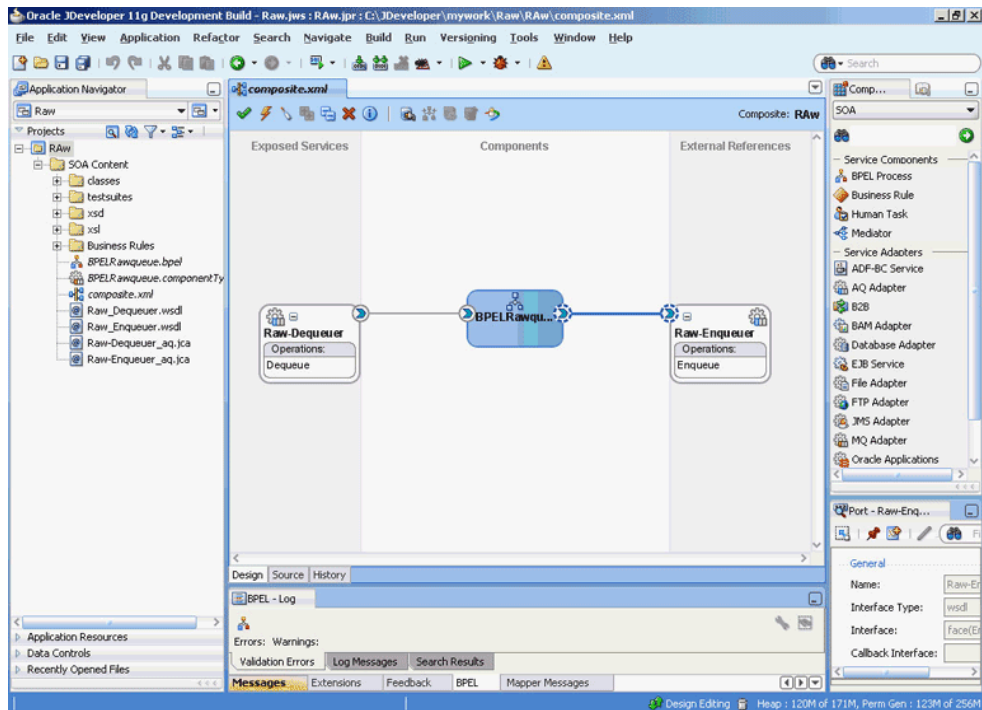 Oracle JDeveloper 11g Development Build - Raw.jws : RAw.jpr : C:\JDeveloper\mywork\Raw\RAw\composite.xml
File Edit View Application Refactor Search Navigate Build Run Versioning Tools Window Help
Search
Application Navigator
Raw
Projects
RAw
SOA Content
classes
testsuites
xsd
xsl
Business Rules
BPELRawqueue.bpel
BPELRawqueue.componentTy
composite.xml
Raw_Dequeuer.wsdl
Raw_Enqueuer.wsdl
Raw-Dequeuer_aq.jca
Raw-Enqueuer_aq.jca
Application Resources
Data Controls
Recently Opened Files
composite.xml
Composite: RAw
Exposed Services
Components
External References
Raw-Dequeuer
Operations:
Dequeue
BPELRawqu...
Raw-Enqueuer
Operations:
Enqueue
Design Source History
BPEL - Log
Errors: Warnings:
Validation Errors Log Messages Search Results
Messages Extensions Feedback BPEL Mapper Messages
Comp...
SOA
Service Components
BPEL Process
Business Rule
Human Task
Mediator
Service Adapters
ADF-BC Service
AQ Adapter
B2B
BAM Adapter
Database Adapter
EJB Service
File Adapter
FTP Adapter
JMS Adapter
MQ Adapter
Oracle Applications
Port - Raw-Enq...
Fi
General
Name: Raw-Er
Interface Type: wsdl
Interface: face(Er
Callback Interface:
Design Editing Heap : 120M of 171M, Perm Gen : 123M of 256M